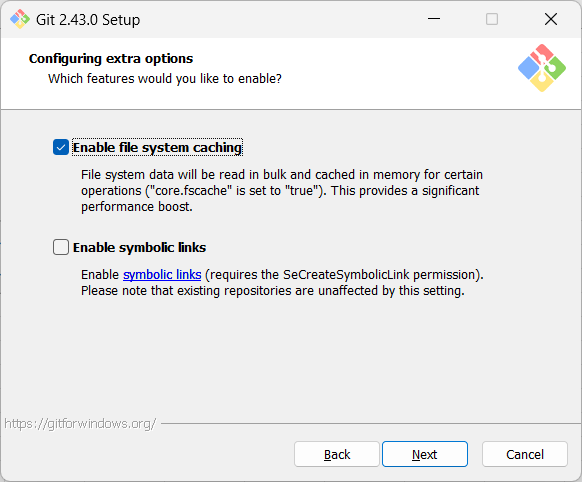 Git 2.43.0 Setup
Configuring extra options
Which features would you like to enable?
Enable file system caching
File system data will be read in bulk and cached in memory for certain
operations ("core.fscache" is set to "true"). This provides a significant
performance boost.
Enable symbolic links
Enable symbolic links (requires the SeCreateSymbolicLink permission).
Please note that existing repositories are unaffected by this setting.
https://gitforwindows.org/
Back Next Cancel